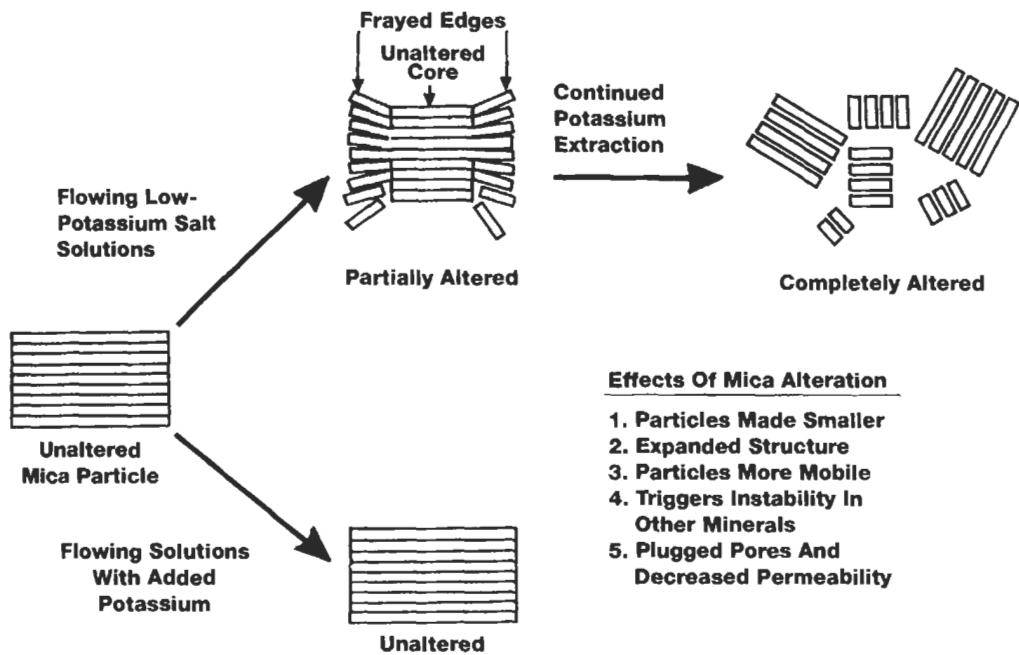 Frayed Edges
Unaltered
Core
Continued
Potassium
Extraction
Flowing Low-
Potassium Salt
Solutions
Partially Altered
Completely Altered
Unaltered
Mica Particle
Effects Of Mica Alteration
1. Particles Made Smaller
2. Expanded Structure
3. Particles More Mobile
4. Triggers Instability In
Other Minerals
5. Plugged Pores And
Decreased Permeability
Flowing Solutions
With Added
Potassium
Unaltered